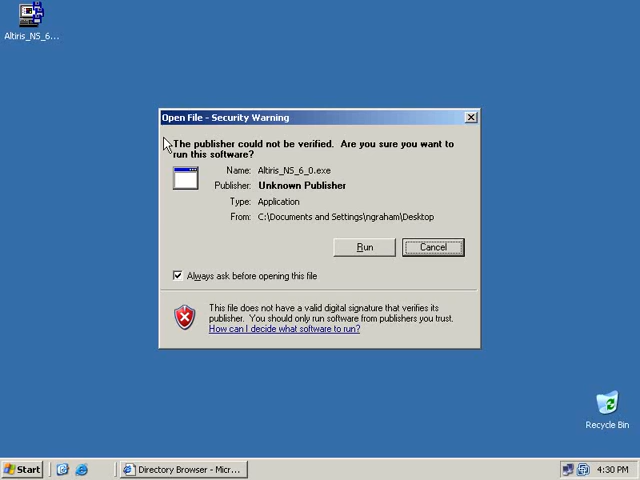 Altiris_NS_6...
Open File - Security Warning
The publisher could not be verified. Are you sure you want to
run this software?
Name: Altiris_NS_6_0.exe
Publisher: Unknown Publisher
Type: Application
From: C:\Documents and Settings\ngraham\Desktop
Run Cancel
Always ask before opening this file
This file does not have a valid digital signature that verifies its
publisher. You should only run software from publishers you trust.
How can I decide what software to run?
Recycle Bin
Start Directory Browser - Micr... 4:30 PM